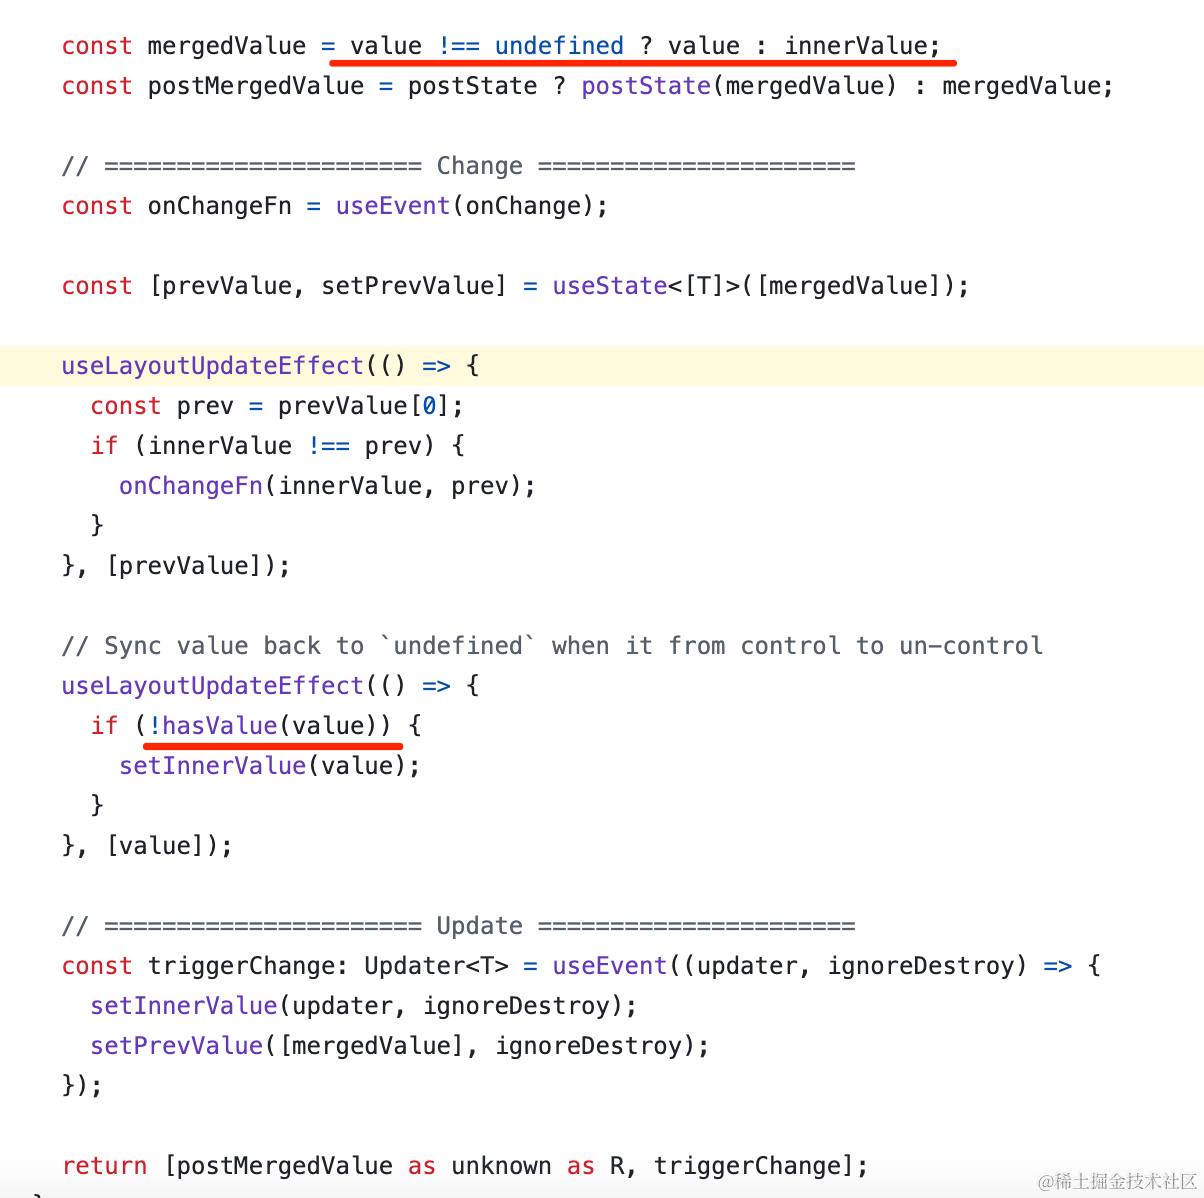 const mergedValue = value !== undefined ? value : innerValue;
const postMergedValue = postState ? postState(mergedValue) : mergedValue;
// ====================== Change ======================
const onChangeFn = useEvent(onChange);
const [prevValue, setPrevValue] = useState<[T]>([mergedValue]);
useLayoutUpdateEffect(() => {
const prev = prevValue[0];
if (innerValue !== prev) {
onChangeFn(innerValue, prev);
}
}, [prevValue]);
// Sync value back to `undefined` when it from control to un-control
useLayoutUpdateEffect(() => {
if (!hasValue(value)) {
setInnerValue(value);
}
}, [value]);
// ====================== Update ======================
const triggerChange: Updater<T> = useEvent((updater, ignoreDestroy) => {
setInnerValue(updater, ignoreDestroy);
setPrevValue([mergedValue], ignoreDestroy);
});
return [postMergedValue as unknown as R, triggerChange];
@稀土掘金技术社区